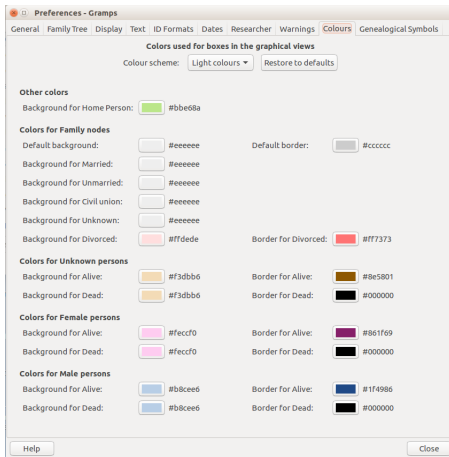 Preferences - Gramps
General Family Tree Display Text ID Formats Dates Researcher Warnings Colours Genealogical Symbols
Colors used for boxes in the graphical views
Colour scheme: Light colours Restore to defaults
Other colors
Background for Home Person: #bbe68a
Colors for Family nodes
Default background: #eeeeee Default border: #cccccc
Background for Married: #eeeeee
Background for Unmarried: #eeeeee
Background for Civil union: #eeeeee
Background for Unknown: #eeeeee
Background for Divorced: #ffdede Border for Divorced: #ff7373
Colors for Unknown persons
Background for Alive: #f3dbb6 Border for Alive: #8e5801
Background for Dead: #f3dbb6 Border for Dead: #000000
Colors for Female persons
Background for Alive: #feccf0 Border for Alive: #861f69
Background for Dead: #feccf0 Border for Dead: #000000
Colors for Male persons
Background for Alive: #b8cee6 Border for Alive: #1f4986
Background for Dead: #b8cee6 Border for Dead: #000000
Help Close